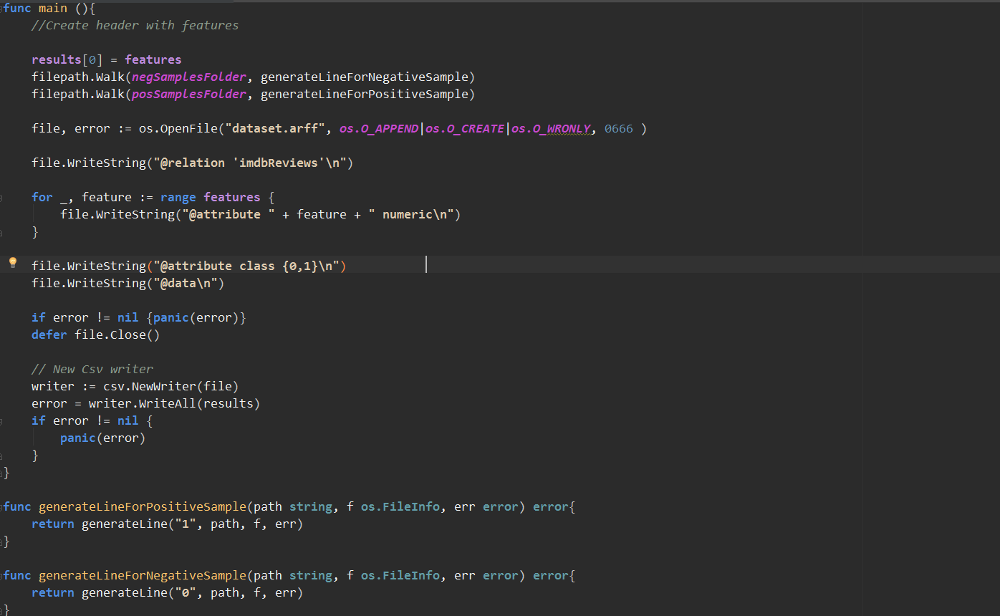 func main (){
    //Create header with features

    results[0] = features
    filepath.Walk(negSamplesFolder, generateLineForNegativeSample)
    filepath.Walk(posSamplesFolder, generateLineForPositiveSample)

    file, error := os.OpenFile("dataset.arff", os.O_APPEND|os.O_CREATE|os.O_WRONLY, 0666 )

    file.WriteString("@relation 'imdbReviews'\n")

    for _, feature := range features {
        file.WriteString("@attribute " + feature + " numeric\n")
    }

    file.WriteString("@attribute class {0,1}\n")
    file.WriteString("@data\n")

    if error != nil {panic(error)}
    defer file.Close()

    // New Csv writer
    writer := csv.NewWriter(file)
    error = writer.WriteAll(results)
    if error != nil {
        panic(error)
    }
}

func generateLineForPositiveSample(path string, f os.FileInfo, err error) error{
    return generateLine("1", path, f, err)
}

func generateLineForNegativeSample(path string, f os.FileInfo, err error) error{
    return generateLine("0", path, f, err)
}